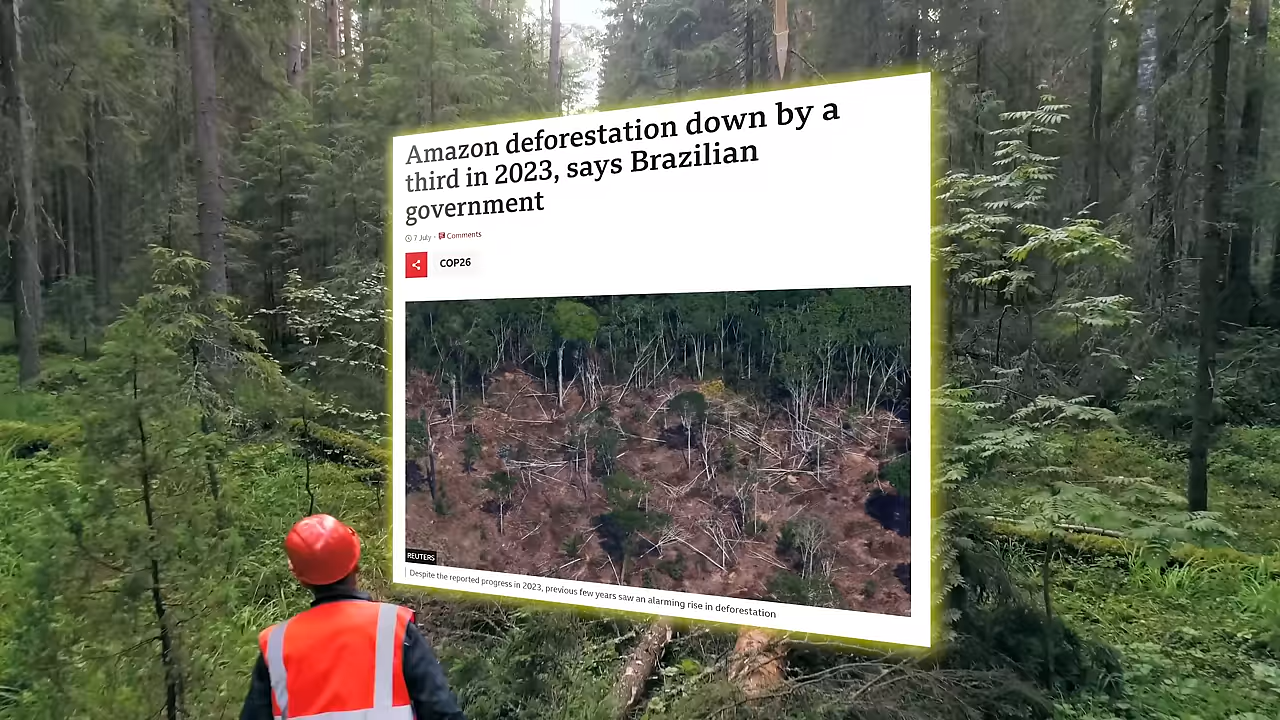 Amazon deforestation down by a
third in 2023, says Brazilian
government
7 July · Comments
COP26
REUTERS
Despite the reported progress in 2023, previous few years saw an alarming rise in deforestation